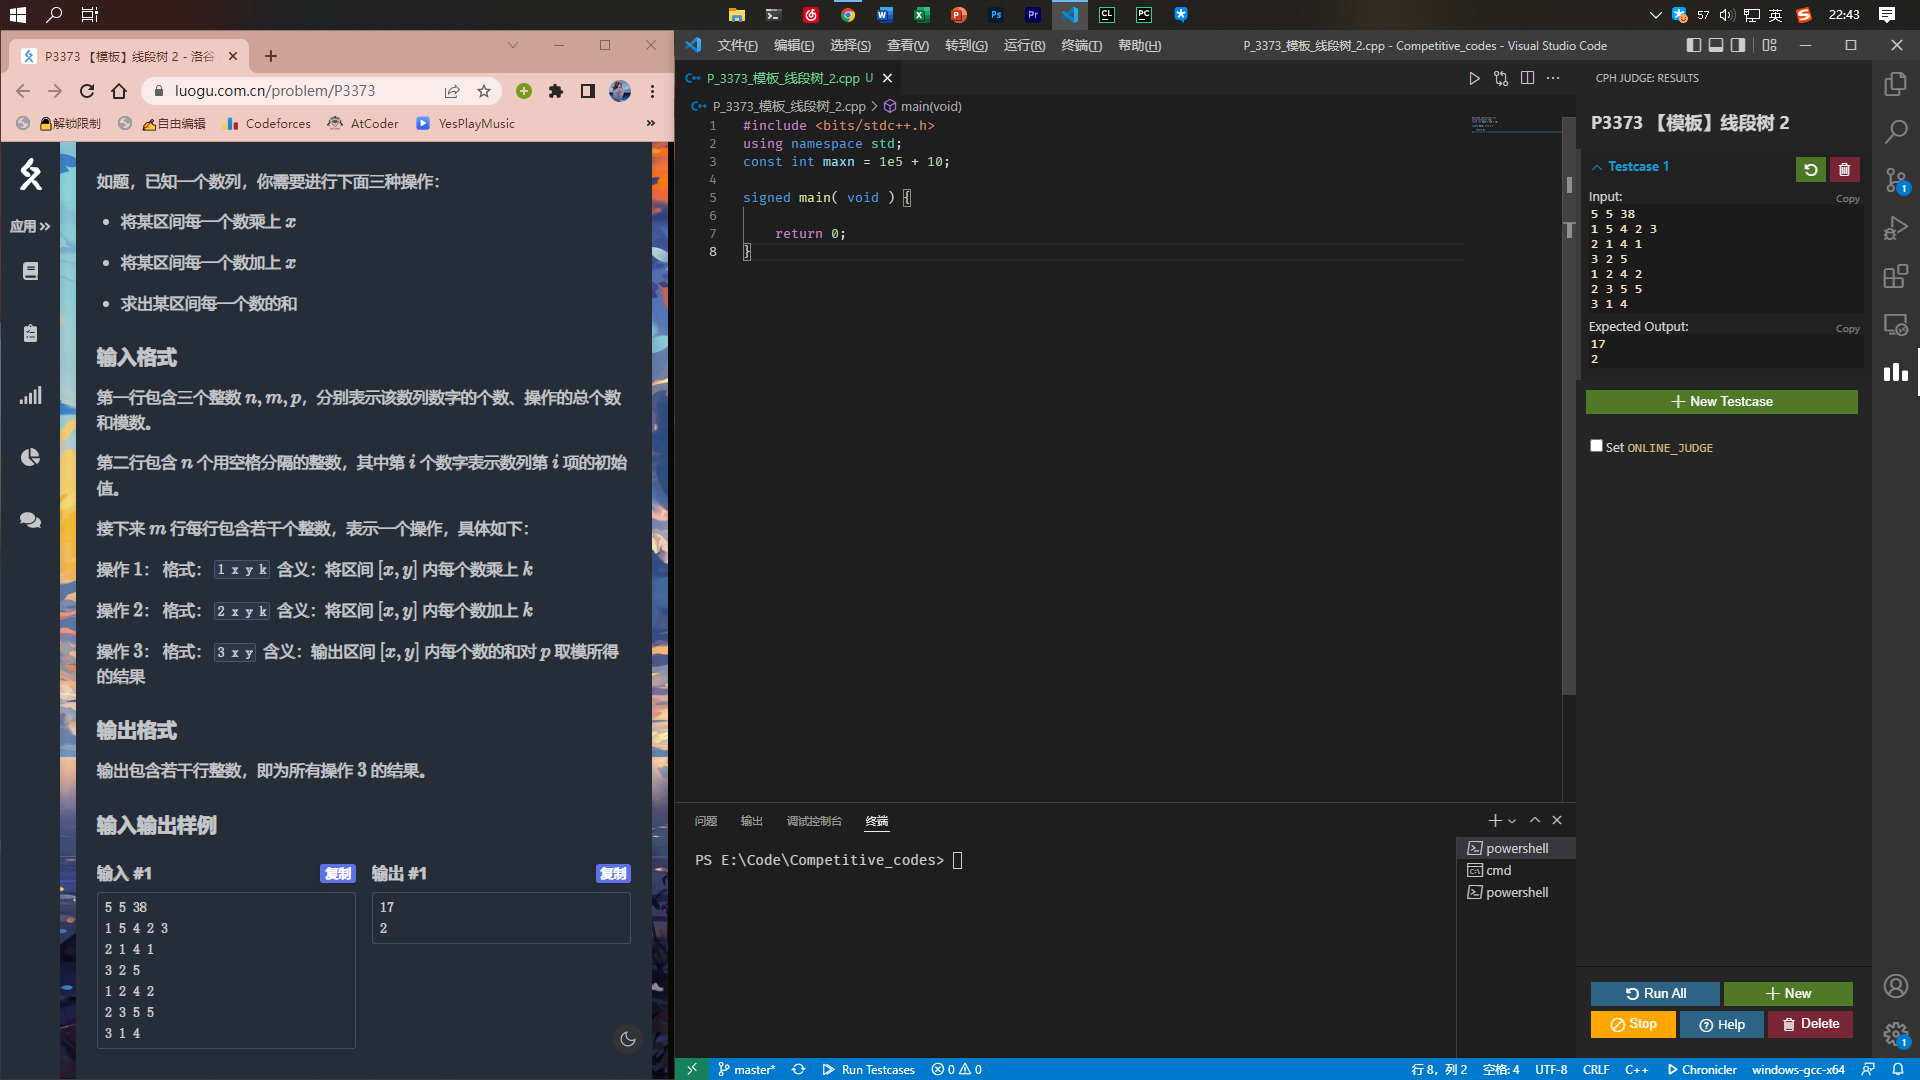 57
英
22:43
P3373 【模板】线段树 2 - 洛谷
luogu.com.cn/problem/P3373
解锁限制
自由编辑
Codeforces
AtCoder
YesPlayMusic
»
应用 »
如题，已知一个数列，你需要进行下面三种操作：
• 将某区间每一个数乘上 x
• 将某区间每一个数加上 x
• 求出某区间每一个数的和
输入格式
第一行包含三个整数 n, m, p，分别表示该数列数字的个数、操作的总个数
和模数。
第二行包含 n 个用空格分隔的整数，其中第 i 个数字表示数列第 i 项的初始
值。
接下来 m 行每行包含若干个整数，表示一个操作，具体如下：
操作 1： 格式： 1 x y k 含义：将区间 [x, y] 内每个数乘上 k
操作 2： 格式： 2 x y k 含义：将区间 [x, y] 内每个数加上 k
操作 3： 格式： 3 x y 含义：输出区间 [x, y] 内每个数的和对 p 取模所得
的结果
输出格式
输出包含若干行整数，即为所有操作 3 的结果。
输入输出样例
输入 #1
复制
5 5 38
1 5 4 2 3
2 1 4 1
3 2 5
1 2 4 2
2 3 5 5
3 1 4
输出 #1
复制
17
2
文件(F) 编辑(E) 选择(S) 查看(V) 转到(G) 运行(R) 终端(T) 帮助(H)
P_3373_模板_线段树_2.cpp - Competitive_codes - Visual Studio Code
P_3373_模板_线段树_2.cpp U
P_3373_模板_线段树_2.cpp > main(void)
1 #include <bits/stdc++.h>
2 using namespace std;
3 const int maxn = 1e5 + 10;
4
5 signed main( void ) {
6
7 return 0;
8 }
问题 输出 调试控制台 终端
PS E:\Code\Competitive_codes>
powershell
cmd
powershell
CPH JUDGE: RESULTS
P3373 【模板】线段树 2
Testcase 1
Input:
Copy
5 5 38
1 5 4 2 3
2 1 4 1
3 2 5
1 2 4 2
2 3 5 5
3 1 4
Expected Output:
Copy
17
2
+ New Testcase
Set ONLINE_JUDGE
Run All
+ New
Stop
Help
Delete
1
1
master*
Run Testcases
0
0
行 8，列 2
空格: 4
UTF-8
CRLF
C++
Chronicler
windows-gcc-x64